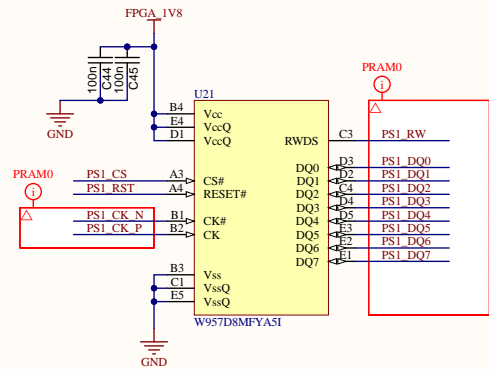 FPGA_1V8
100n
C44
100n
C45
GND
U21
B4 Vcc
E4 VccQ
D1 VccQ
RWDS C3 PS1_RW
PRAM0
PS1_CS A3 CS#
PS1_RST A4 RESET#
PRAM0
PS1_CK_N B1 CK#
PS1_CK_P B2 CK
DQ0 D3 PS1_DQ0
DQ1 D2 PS1_DQ1
DQ2 C4 PS1_DQ2
DQ3 D4 PS1_DQ3
DQ4 D5 PS1_DQ4
DQ5 E3 PS1_DQ5
DQ6 E2 PS1_DQ6
DQ7 E1 PS1_DQ7
B3 Vss
C1 VssQ
E5 VssQ
W957D8MFYA5I
GND